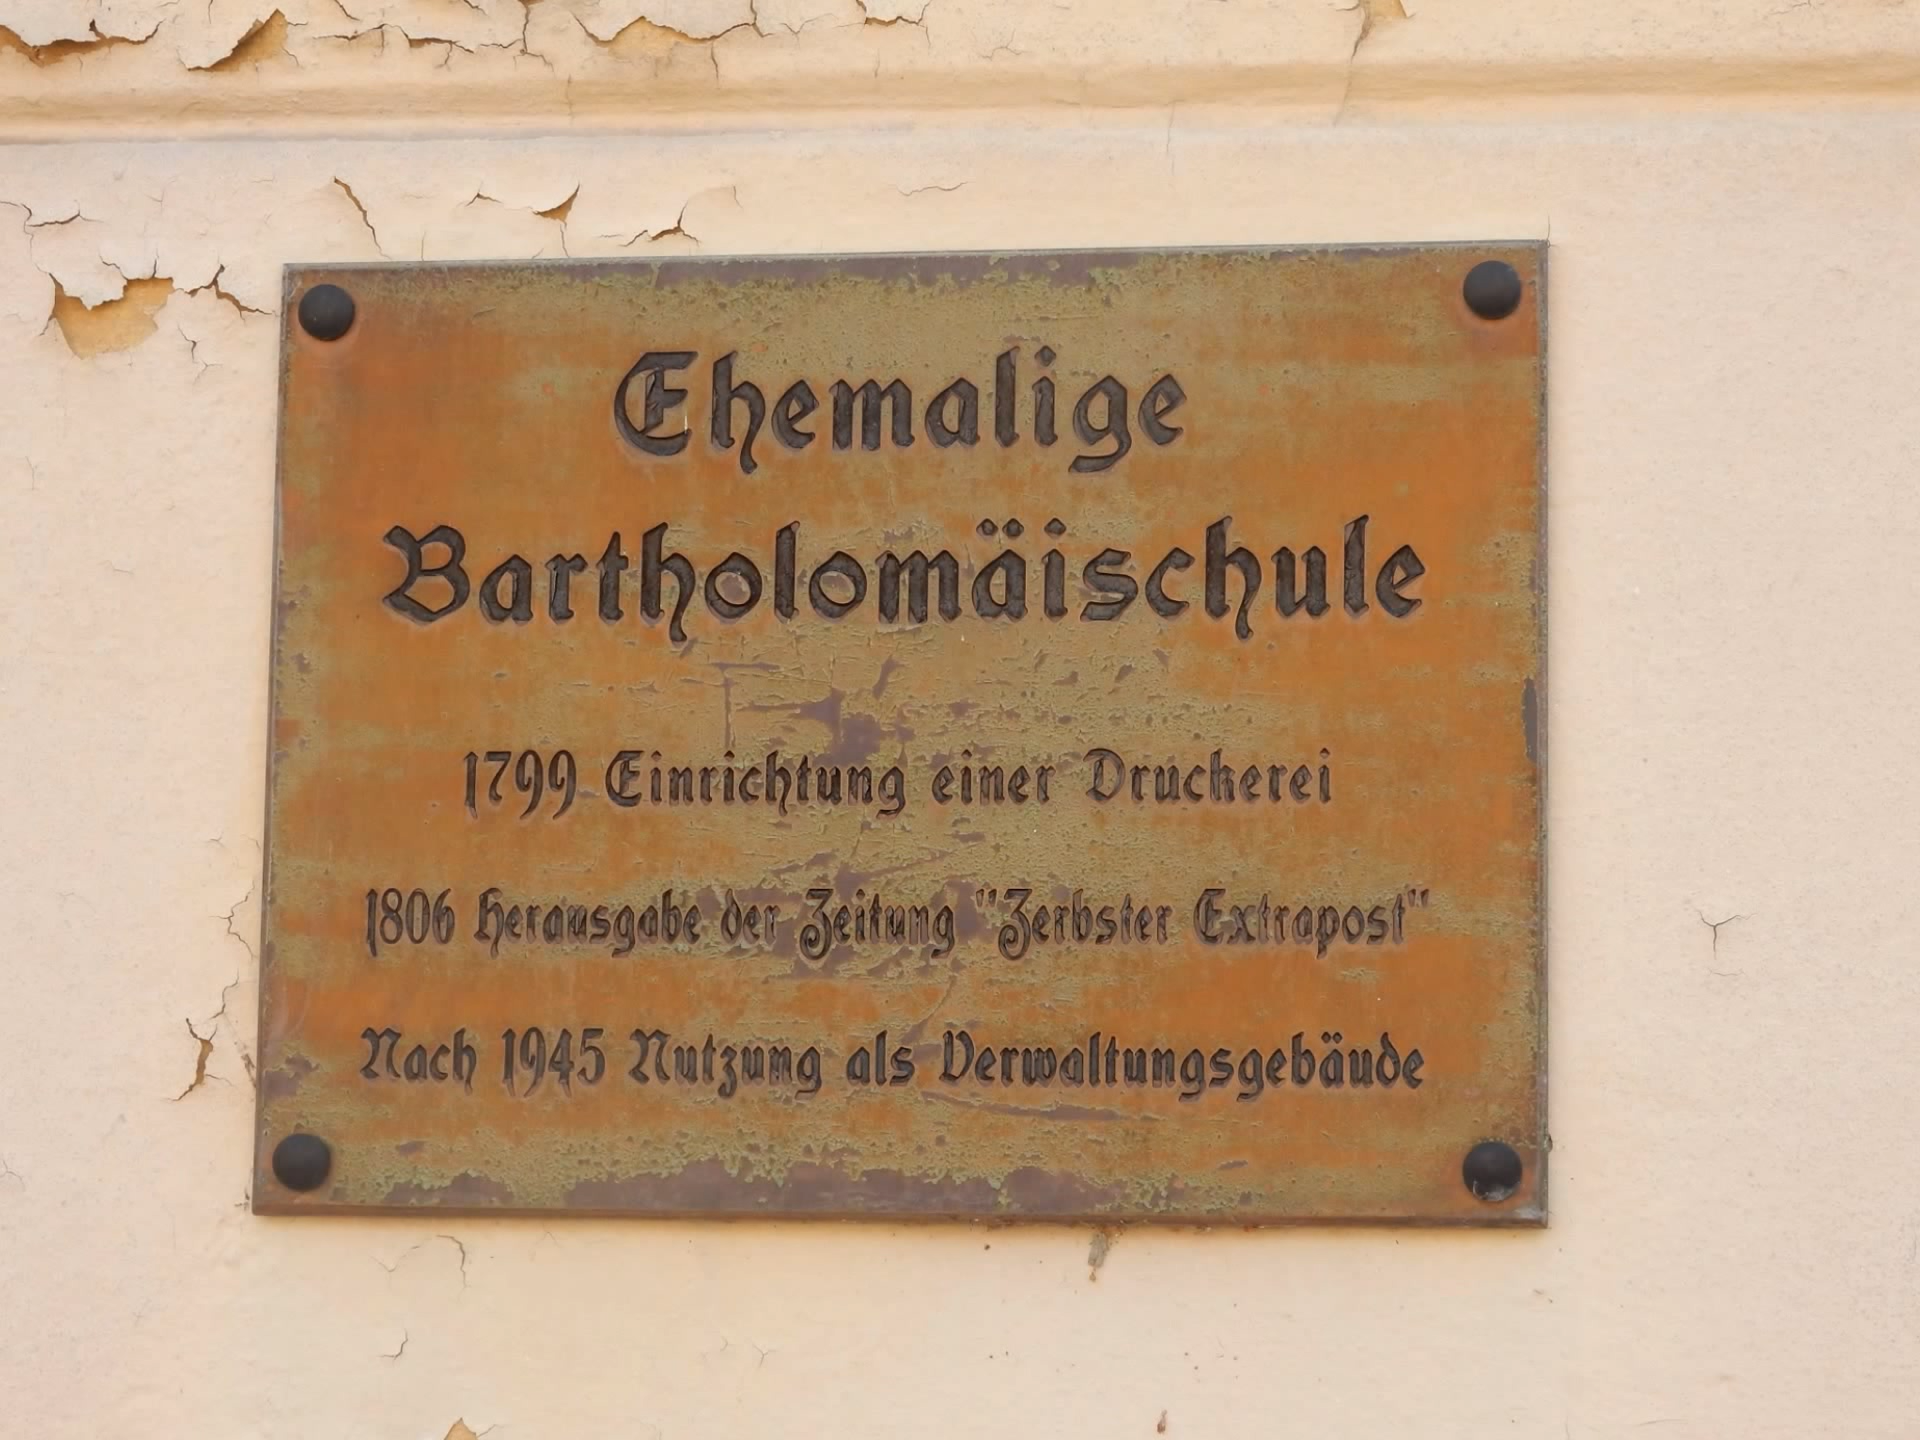 Ehemalige
Bartholomäischule
1799 Einrichtung einer Druckerei
1806 Herausgabe der Zeitung "Zerbster Extrapost"
Nach 1945 Nutzung als Verwaltungsgebäude